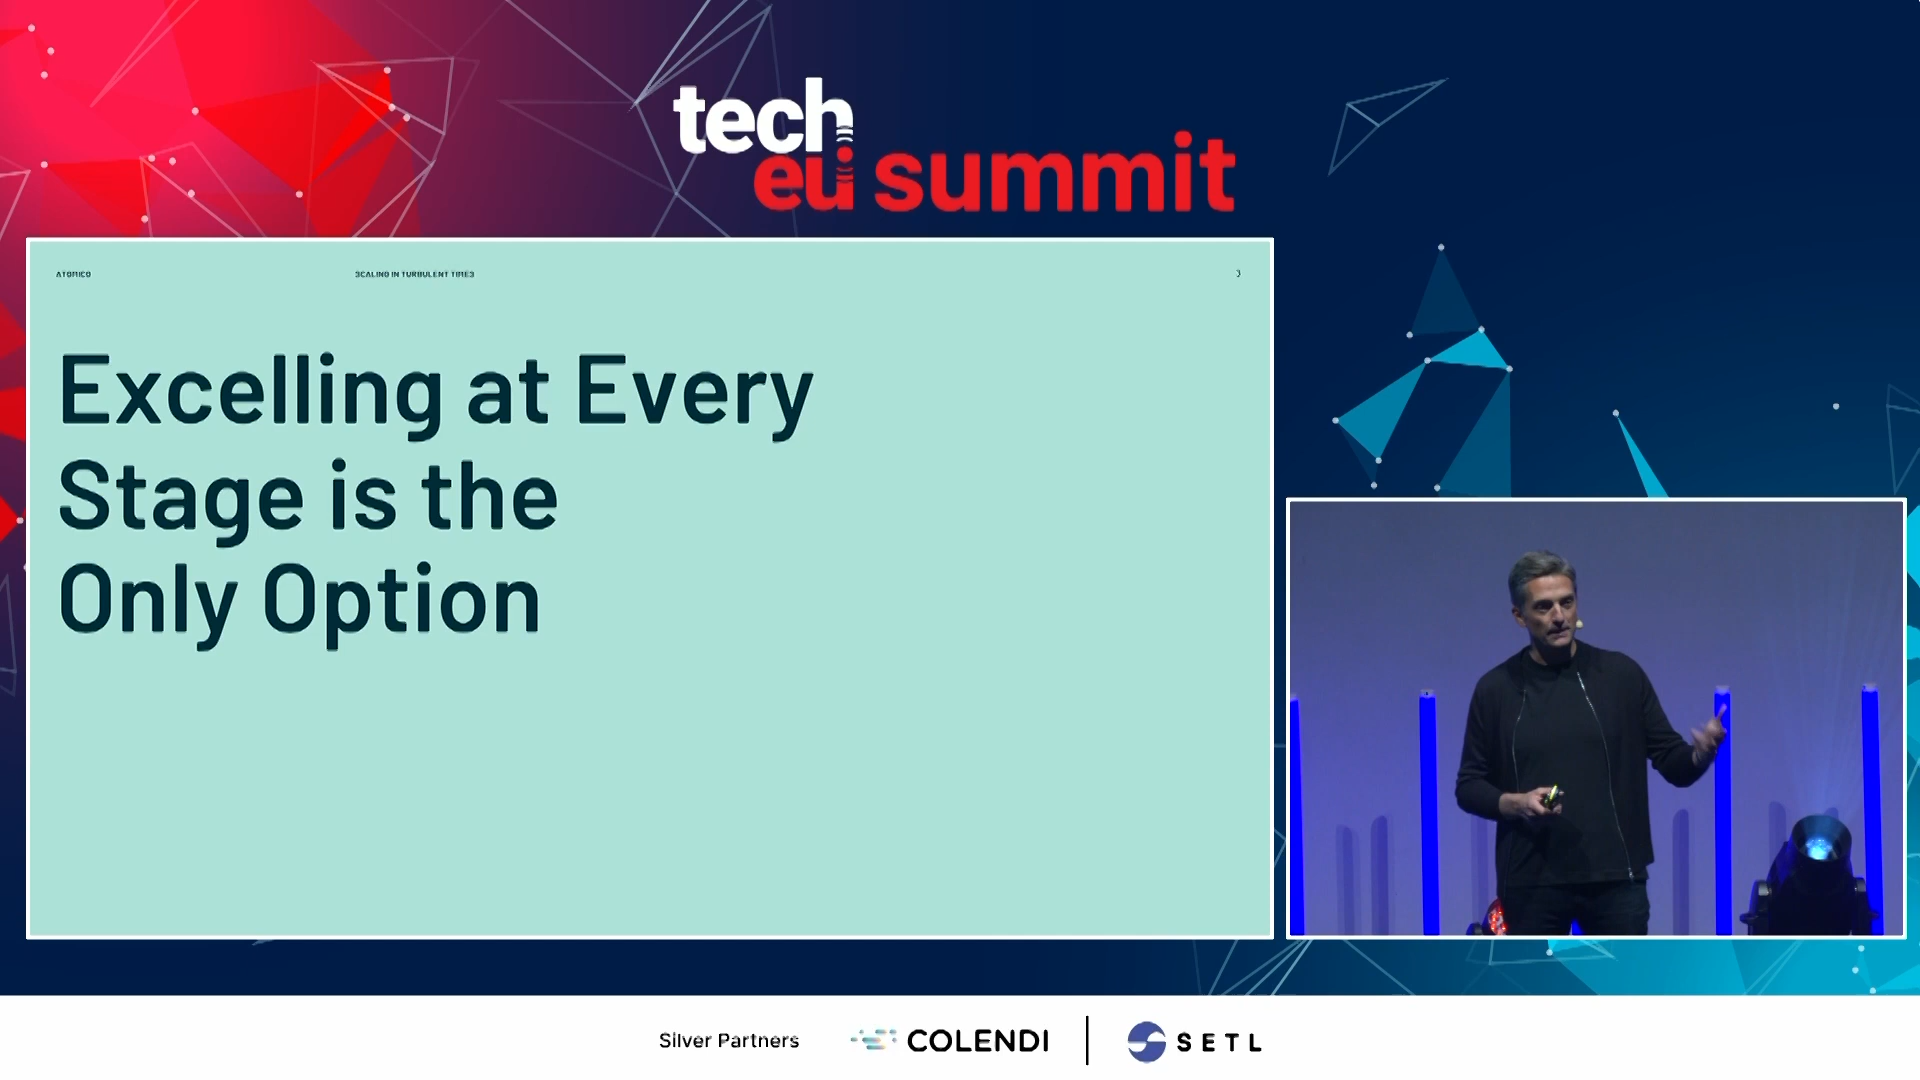 tech
eu summit
ATOMICO
SCALING IN TURBULENT TIMES
3
Excelling at Every
Stage is the
Only Option
Silver Partners
COLENDI
SETL